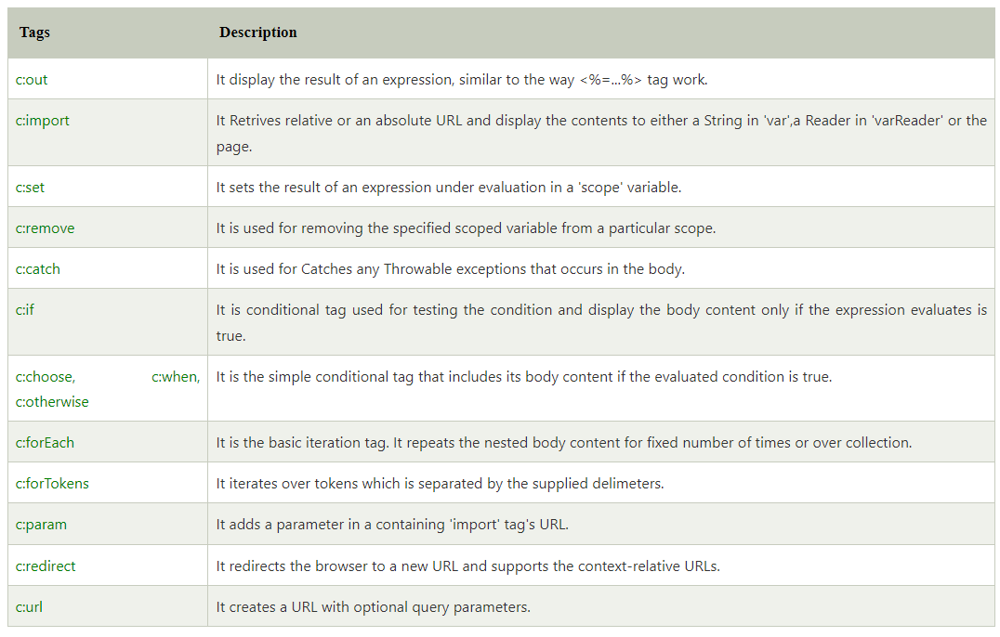 Tags Description
c:out It display the result of an expression, similar to the way <%=...%> tag work.
c:import It Retrives relative or an absolute URL and display the contents to either a String in 'var',a Reader in 'varReader' or the
page.
c:set It sets the result of an expression under evaluation in a 'scope' variable.
c:remove It is used for removing the specified scoped variable from a particular scope.
c:catch It is used for Catches any Throwable exceptions that occurs in the body.
c:if It is conditional tag used for testing the condition and display the body content only if the expression evaluates is
true.
c:choose, c:when, It is the simple conditional tag that includes its body content if the evaluated condition is true.
c:otherwise
c:forEach It is the basic iteration tag. It repeats the nested body content for fixed number of times or over collection.
c:forTokens It iterates over tokens which is separated by the supplied delimeters.
c:param It adds a parameter in a containing 'import' tag's URL.
c:redirect It redirects the browser to a new URL and supports the context-relative URLs.
c:url It creates a URL with optional query parameters.